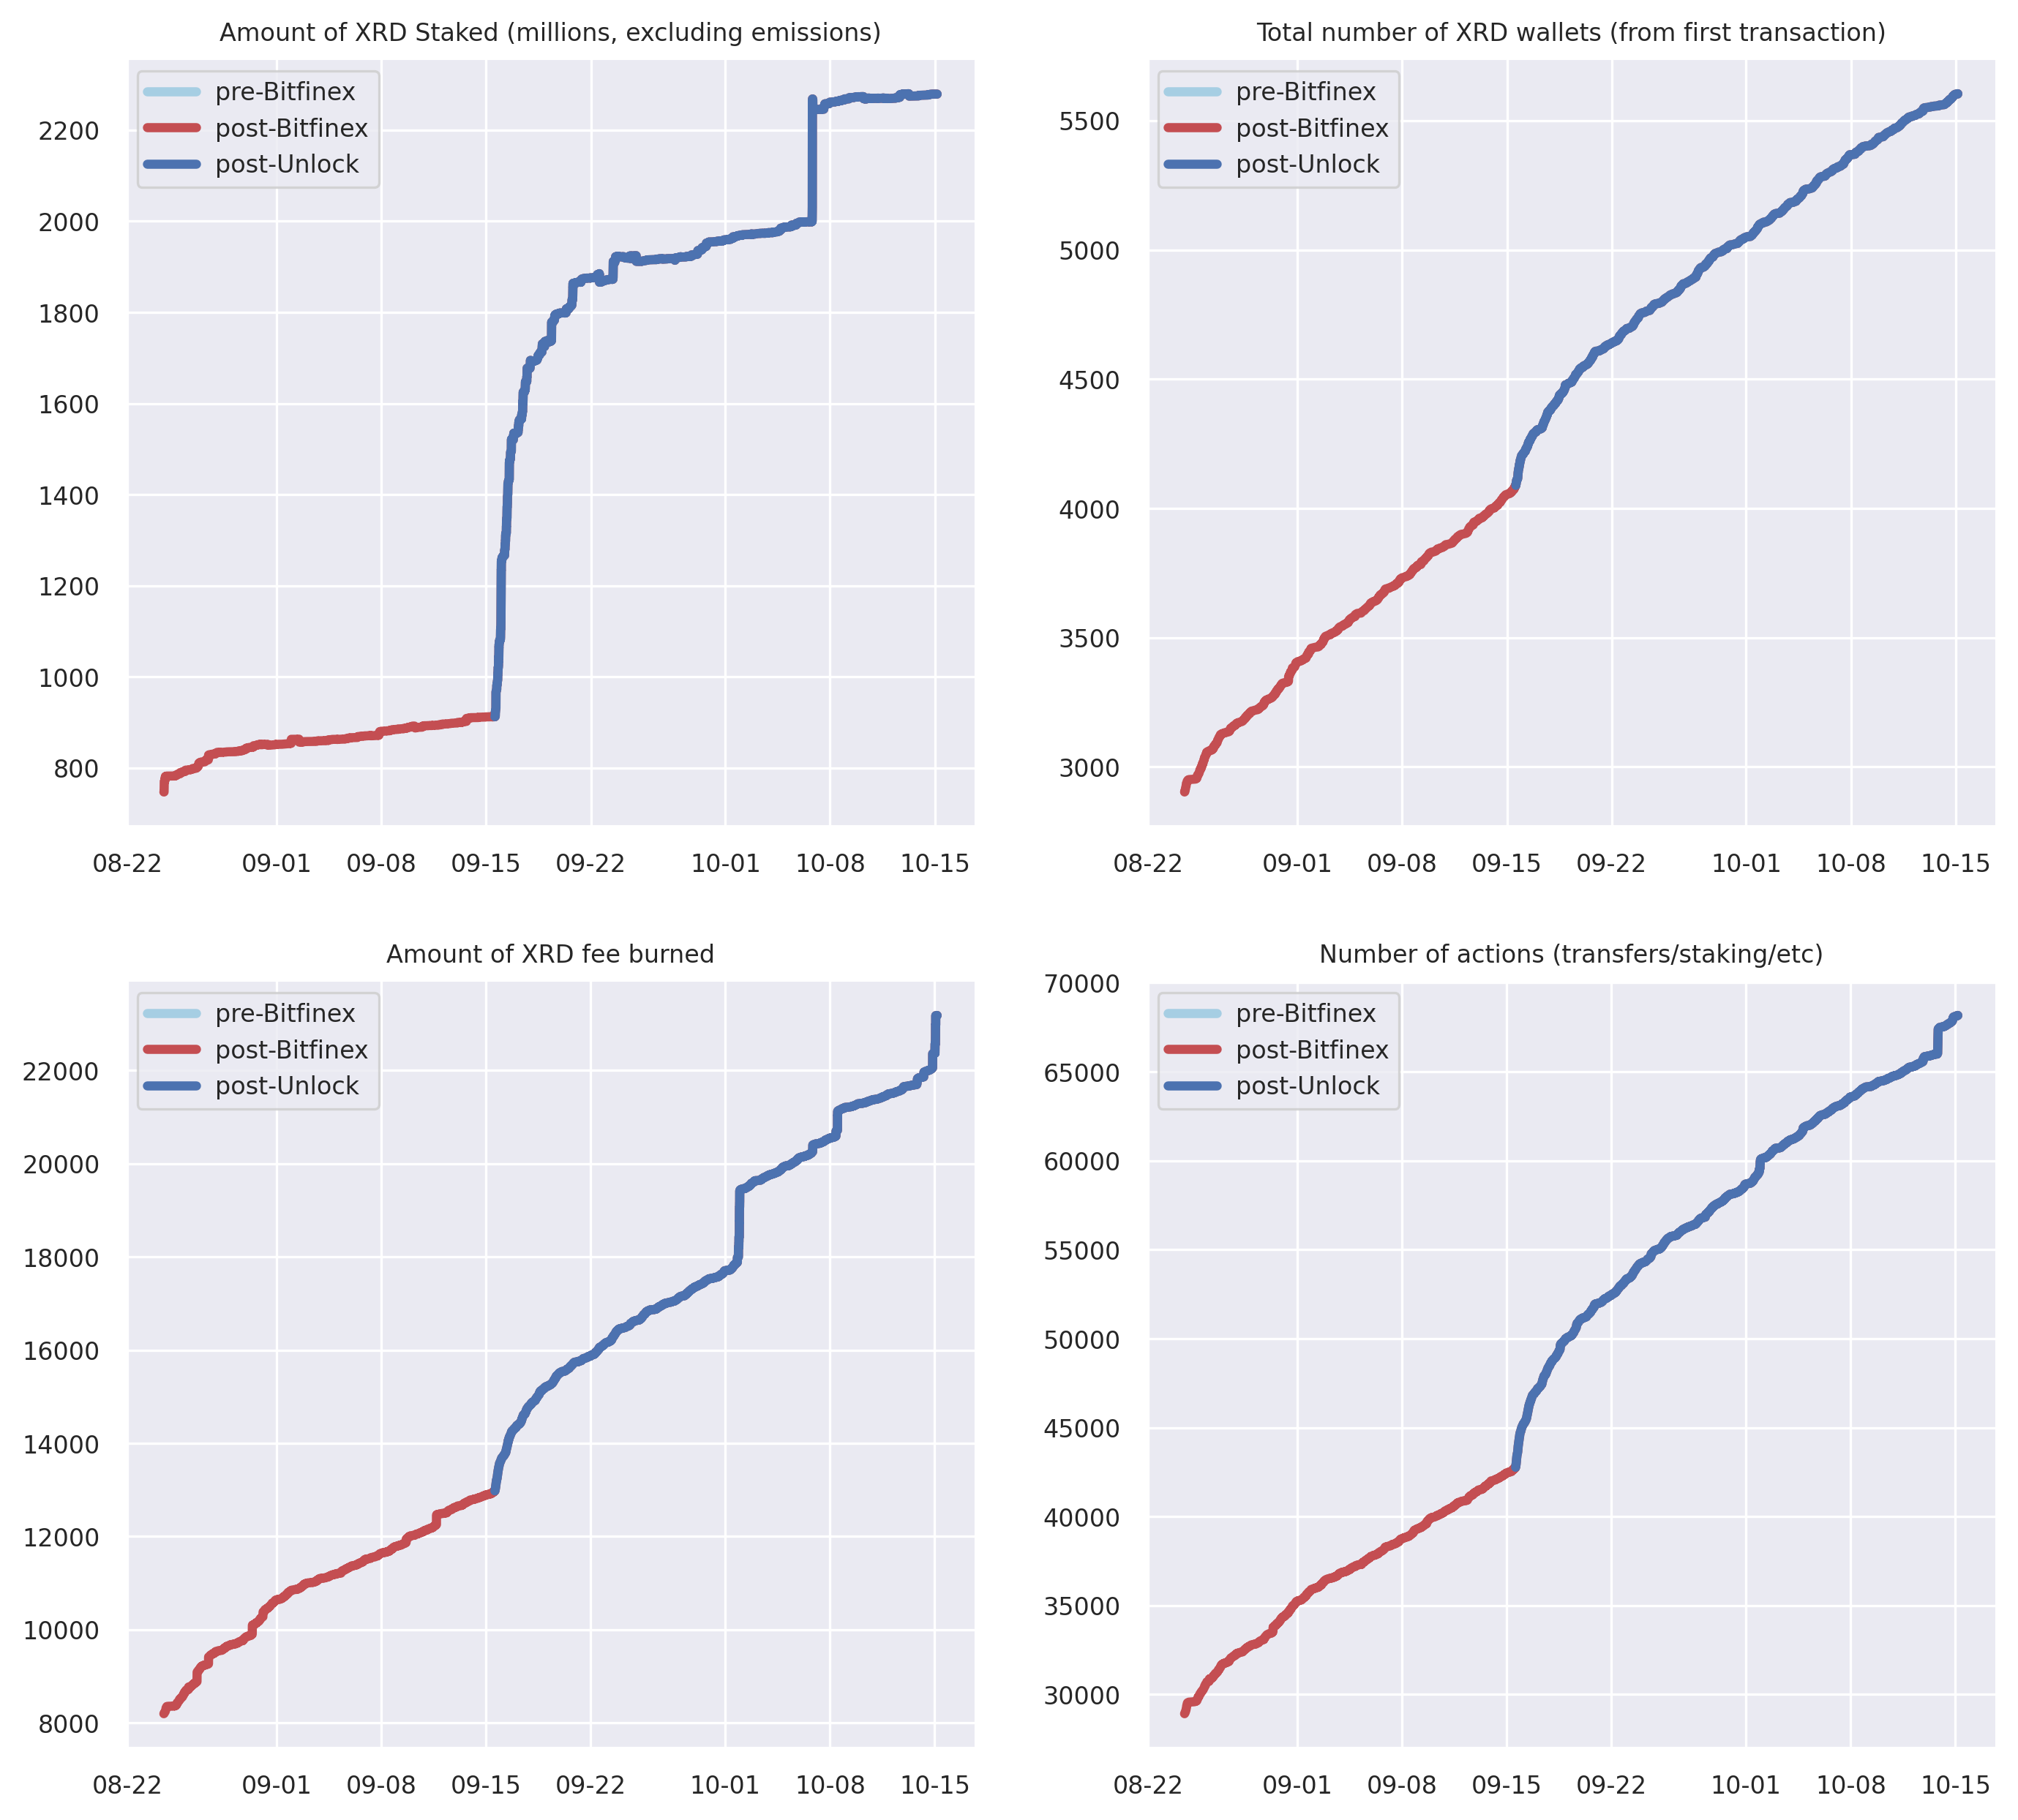 Amount of XRD Staked (millions, excluding emissions)
pre-Bitfinex
post-Bitfinex
post-Unlock
2200
2000
1800
1600
1400
1200
1000
800
08-22 09-01 09-08 09-15 09-22 10-01 10-08 10-15
Total number of XRD wallets (from first transaction)
pre-Bitfinex
post-Bitfinex
post-Unlock
5500
5000
4500
4000
3500
3000
08-22 09-01 09-08 09-15 09-22 10-01 10-08 10-15
Amount of XRD fee burned
pre-Bitfinex
post-Bitfinex
post-Unlock
22000
20000
18000
16000
14000
12000
10000
8000
08-22 09-01 09-08 09-15 09-22 10-01 10-08 10-15
Number of actions (transfers/staking/etc)
70000
pre-Bitfinex
post-Bitfinex
post-Unlock
65000
60000
55000
50000
45000
40000
35000
30000
08-22 09-01 09-08 09-15 09-22 10-01 10-08 10-15